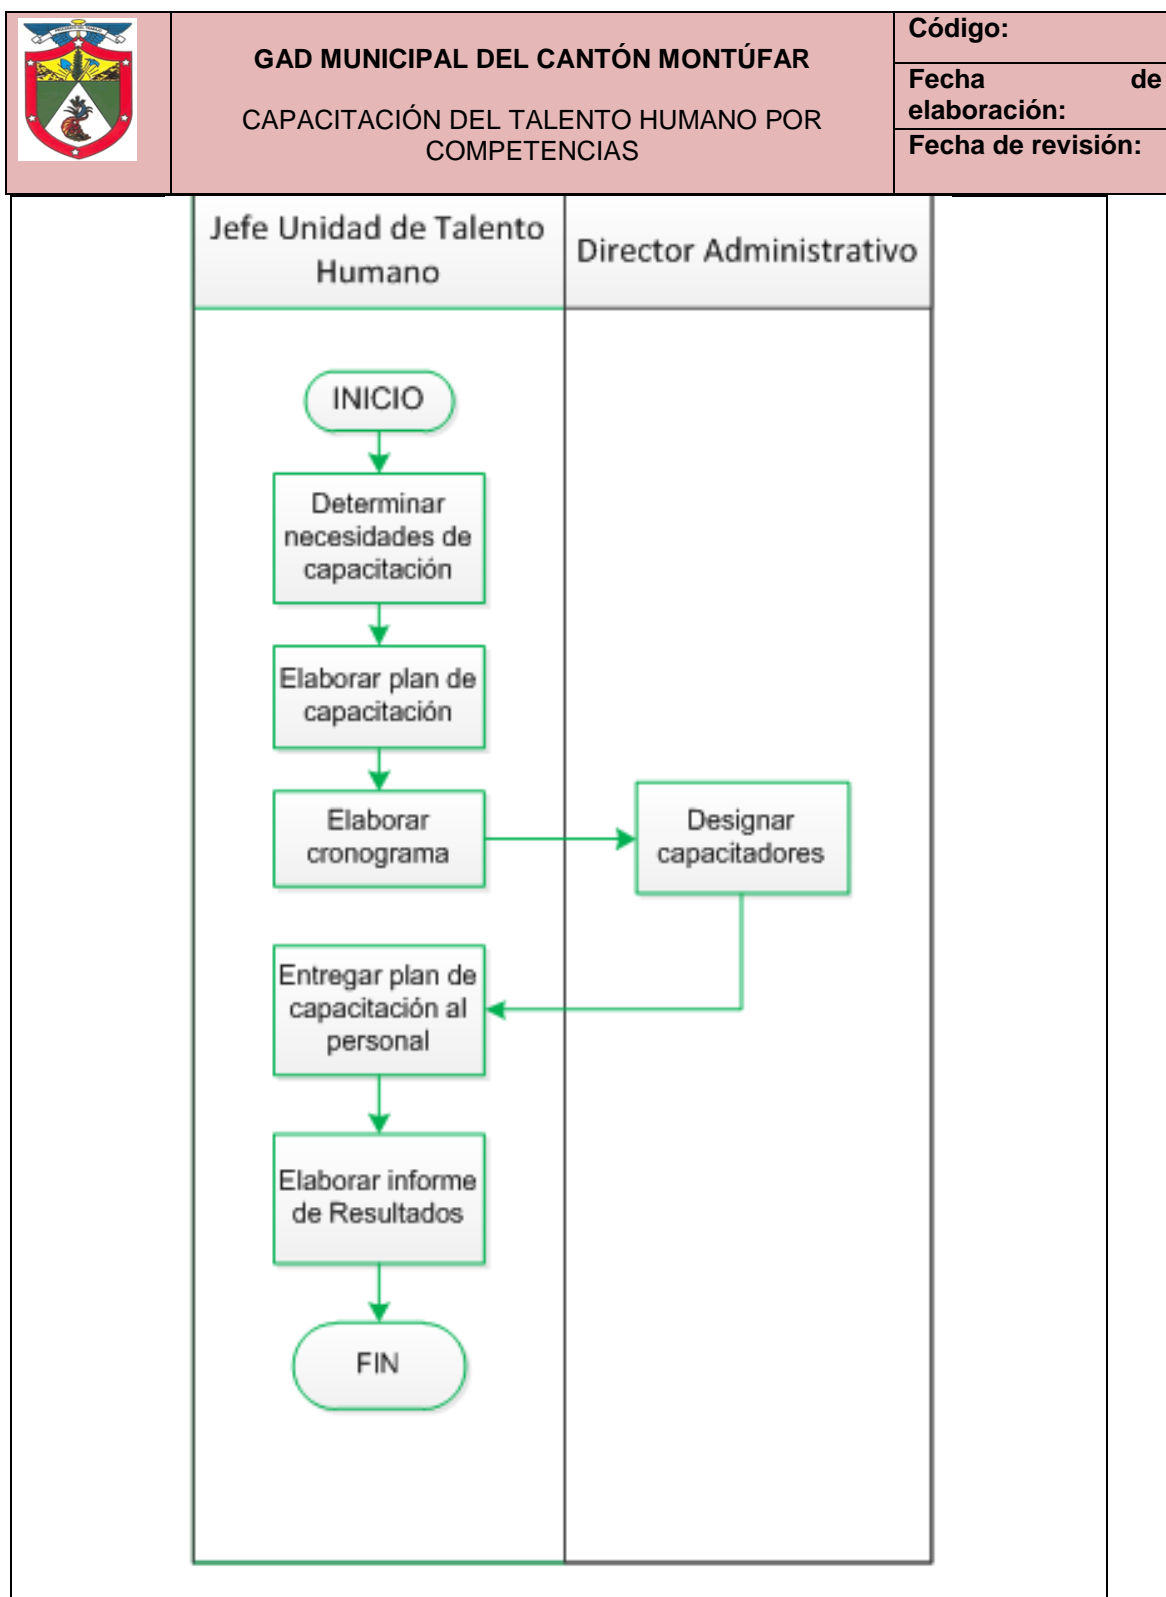 GAD MUNICIPAL DEL CANTÓN MONTÚFAR
CAPACITACIÓN DEL TALENTO HUMANO POR
COMPETENCIAS
Código:
Fecha de
elaboración:
Fecha de revisión:
Jefe Unidad de Talento
Humano
Director Administrativo
INICIO
Determinar
necesidades de
capacitación
Elaborar plan de
capacitación
Elaborar
cronograma
Designar
capacitadores
Entregar plan de
capacitación al
personal
Elaborar informe
de Resultados
FIN